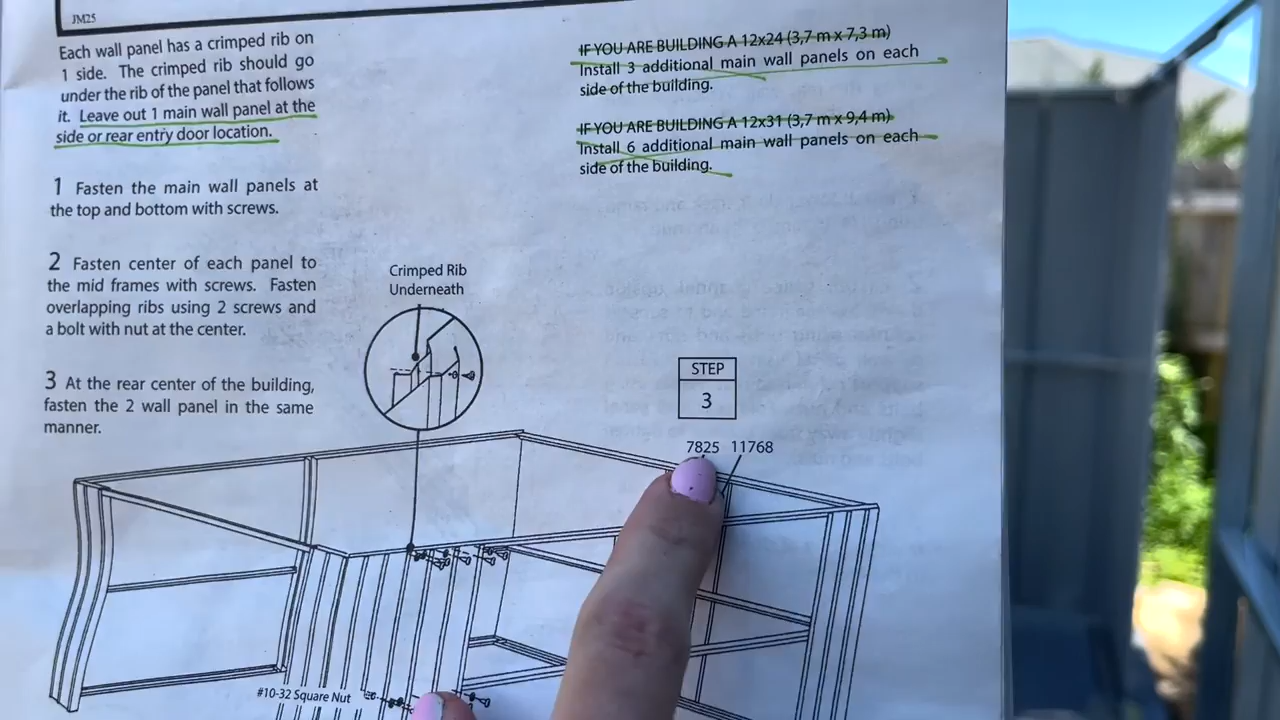 JM25
Each wall panel has a crimped rib on
1 side. The crimped rib should go
under the rib of the panel that follows
it. Leave out 1 main wall panel at the
side or rear entry door location.
1 Fasten the main wall panels at
the top and bottom with screws.
2 Fasten center of each panel to
the mid frames with screws. Fasten
overlapping ribs using 2 screws and
a bolt with nut at the center.
3 At the rear center of the building,
fasten the 2 wall panel in the same
manner.
IF YOU ARE BUILDING A 12x24 (3,7 m x 7,3 m)
Install 3 additional main wall panels on each
side of the building.
IF YOU ARE BUILDING A 12x31 (3,7 m x 9,4 m)
Install 6 additional main wall panels on each
side of the building.
Crimped Rib
Underneath
STEP
3
7825 11768
#10-32 Square Nut